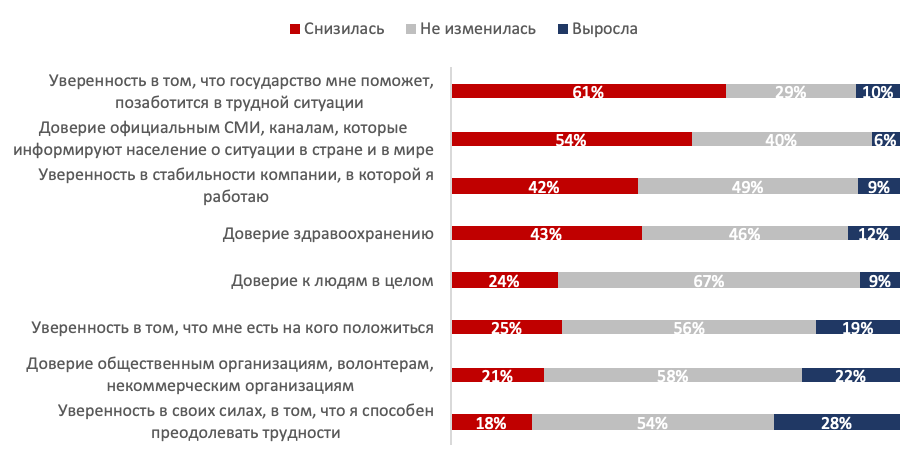 Снизилась Не изменилась Выросла
Уверенность в том, что государство мне поможет,
позаботится в трудной ситуации
61% 29% 10%
Доверие официальным СМИ, каналам, которые
информируют население о ситуации в стране и в мире
54% 40% 6%
Уверенность в стабильности компании, в которой я
работаю
42% 49% 9%
Доверие здравоохранению
43% 46% 12%
Доверие к людям в целом
24% 67% 9%
Уверенность в том, что мне есть на кого положиться
25% 56% 19%
Доверие общественным организациям, волонтерам,
некоммерческим организациям
21% 58% 22%
Уверенность в своих силах, в том, что я способен
преодолевать трудности
18% 54% 28%